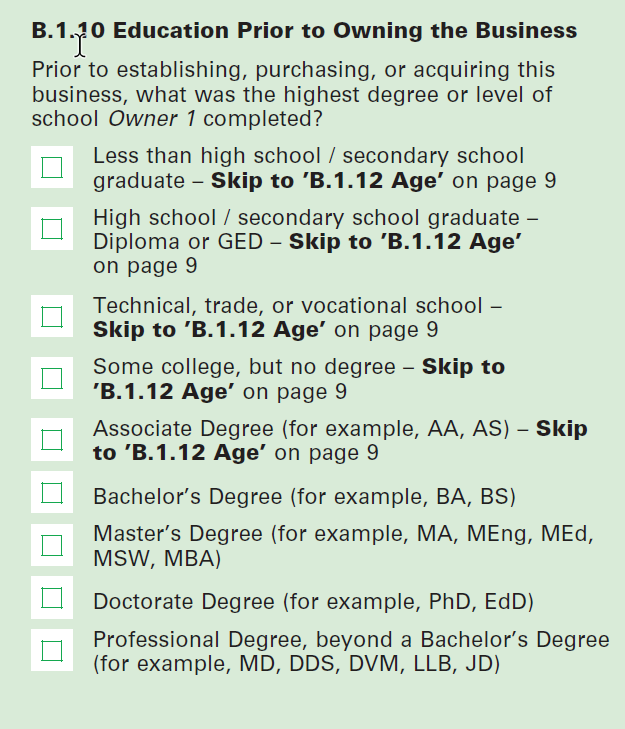 B.1.10 Education Prior to Owning the Business
Prior to establishing, purchasing, or acquiring this
business, what was the highest degree or level of
school Owner 1 completed?
Less than high school / secondary school
graduate – Skip to ’B.1.12 Age’ on page 9
High school / secondary school graduate –
Diploma or GED – Skip to ’B.1.12 Age’
on page 9
Technical, trade, or vocational school –
Skip to ’B.1.12 Age’ on page 9
Some college, but no degree – Skip to
’B.1.12 Age’ on page 9
Associate Degree (for example, AA, AS) – Skip
to ’B.1.12 Age’ on page 9
Bachelor’s Degree (for example, BA, BS)
Master’s Degree (for example, MA, MEng, MEd,
MSW, MBA)
Doctorate Degree (for example, PhD, EdD)
Professional Degree, beyond a Bachelor’s Degree
(for example, MD, DDS, DVM, LLB, JD)